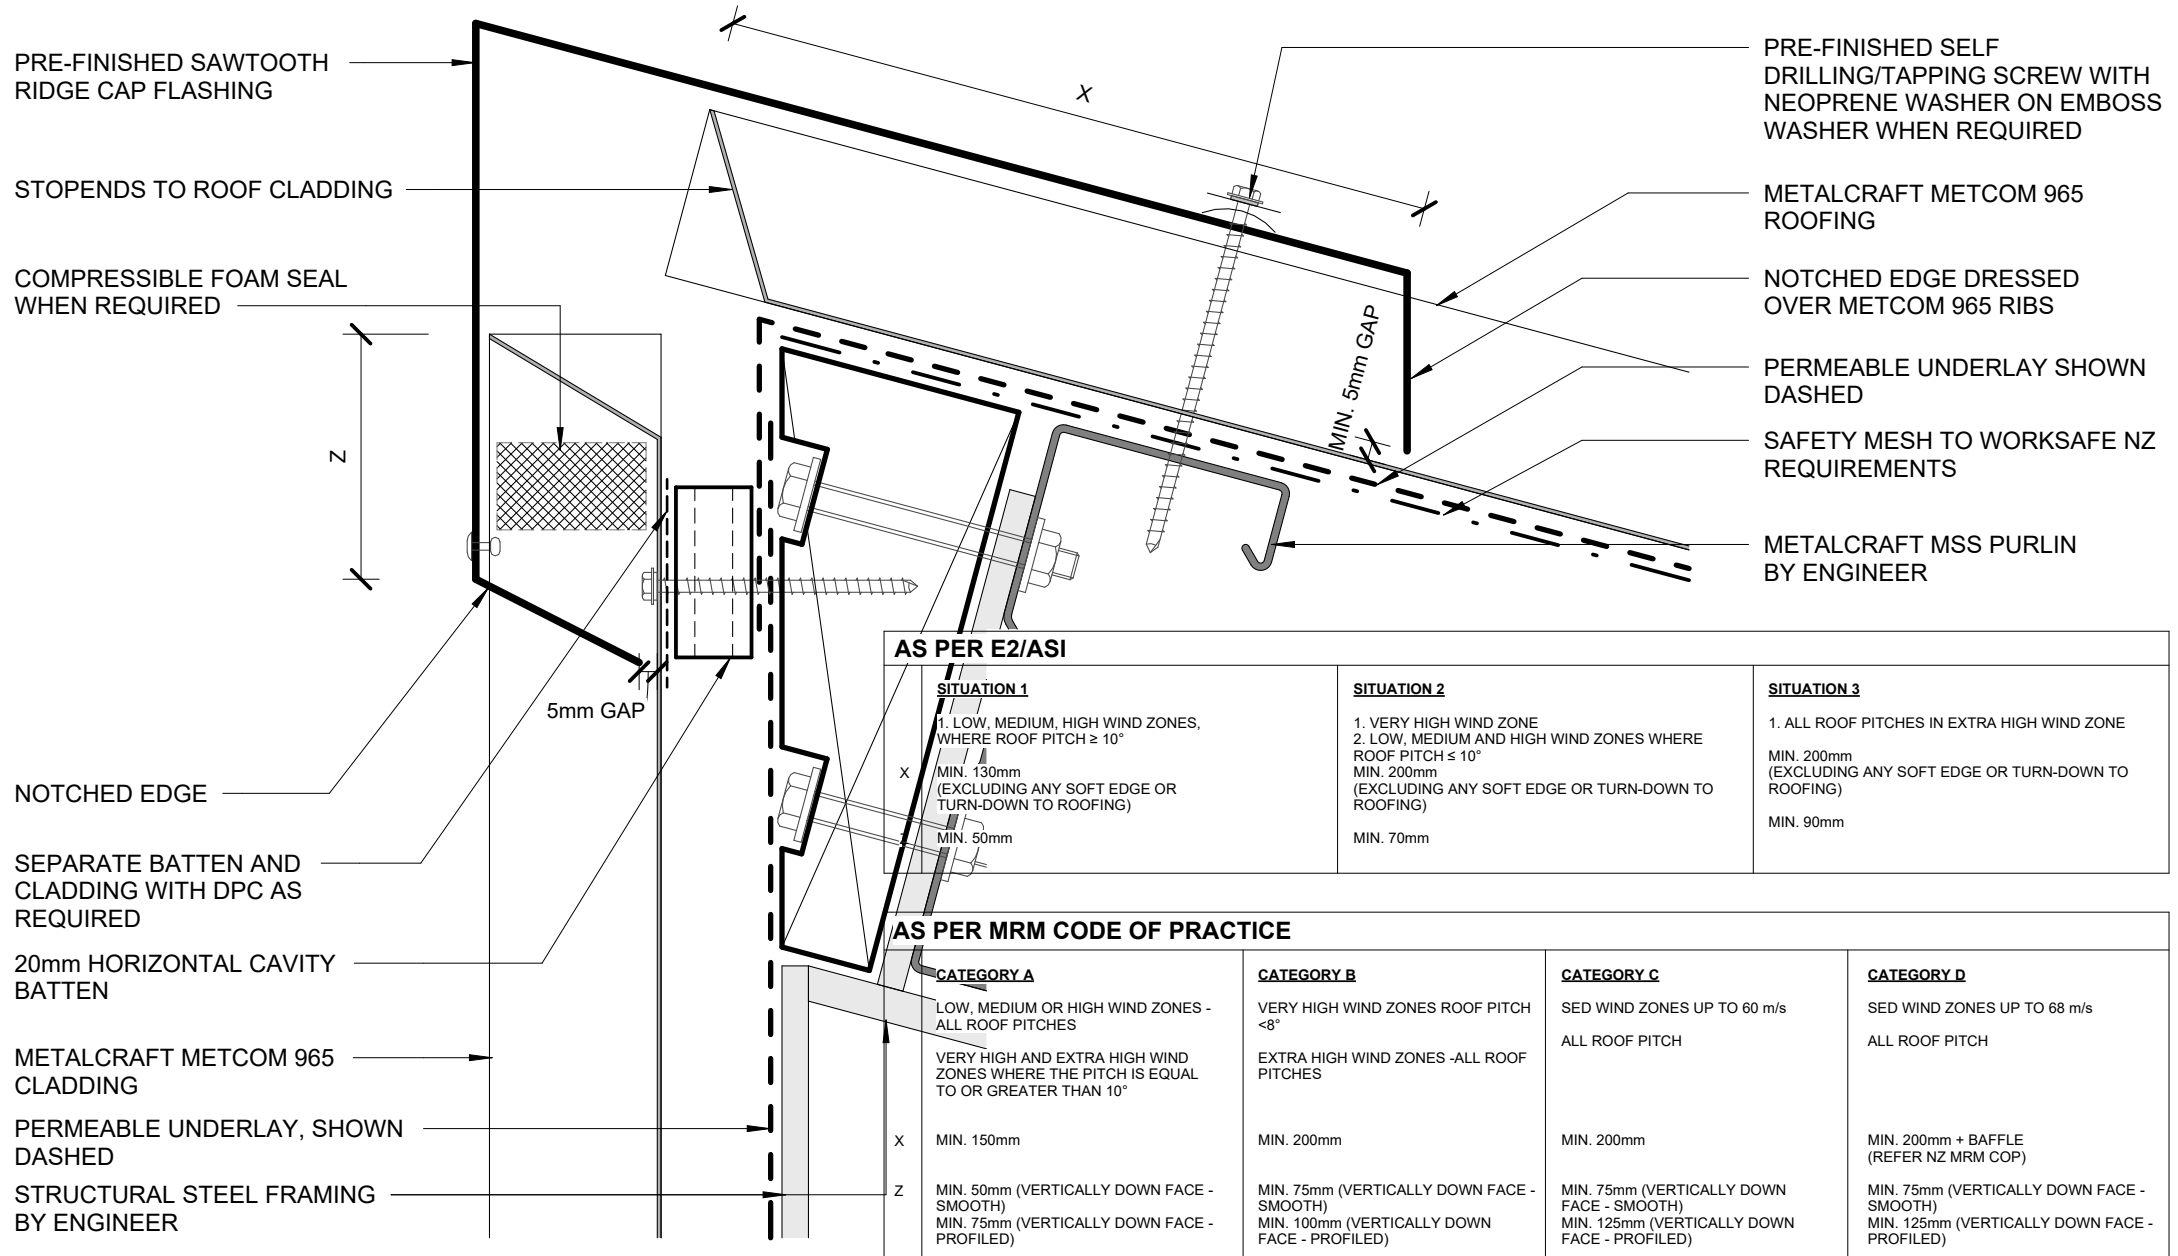 PRE-FINISHED SAWTOOTH
RIDGE CAP FLASHING
STOPENDS TO ROOF CLADDING
COMPRESSIBLE FOAM SEAL
WHEN REQUIRED
Z
5mm GAP
NOTCHED EDGE
SEPARATE BATTEN AND
CLADDING WITH DPC AS
REQUIRED
20mm HORIZONTAL CAVITY
BATTEN
METALCRAFT METCOM 965
CLADDING
PERMEABLE UNDERLAY, SHOWN
DASHED
STRUCTURAL STEEL FRAMING
BY ENGINEER
X
MIN. 5mm GAP
PRE-FINISHED SELF
DRILLING/TAPPING SCREW WITH
NEOPRENE WASHER ON EMBOSS
WASHER WHEN REQUIRED
METALCRAFT METCOM 965
ROOFING
NOTCHED EDGE DRESSED
OVER METCOM 965 RIBS
PERMEABLE UNDERLAY SHOWN
DASHED
SAFETY MESH TO WORKSAFE NZ
REQUIREMENTS
METALCRAFT MSS PURLIN
BY ENGINEER
AS PER E2/ASI
SITUATION 1
1. LOW, MEDIUM, HIGH WIND ZONES,
WHERE ROOF PITCH ≥ 10°
X
MIN. 130mm
(EXCLUDING ANY SOFT EDGE OR
TURN-DOWN TO ROOFING)
Z
MIN. 50mm
SITUATION 2
1. VERY HIGH WIND ZONE
2. LOW, MEDIUM AND HIGH WIND ZONES WHERE
ROOF PITCH ≤ 10°
MIN. 200mm
(EXCLUDING ANY SOFT EDGE OR TURN-DOWN TO
ROOFING)
MIN. 70mm
SITUATION 3
1. ALL ROOF PITCHES IN EXTRA HIGH WIND ZONE
MIN. 200mm
(EXCLUDING ANY SOFT EDGE OR TURN-DOWN TO
ROOFING)
MIN. 90mm
AS PER MRM CODE OF PRACTICE
CATEGORY A
LOW, MEDIUM OR HIGH WIND ZONES -
ALL ROOF PITCHES
VERY HIGH AND EXTRA HIGH WIND
ZONES WHERE THE PITCH IS EQUAL
TO OR GREATER THAN 10°
X
MIN. 150mm
Z
MIN. 50mm (VERTICALLY DOWN FACE -
SMOOTH)
MIN. 75mm (VERTICALLY DOWN FACE -
PROFILED)
CATEGORY B
VERY HIGH WIND ZONES ROOF PITCH
<8°
EXTRA HIGH WIND ZONES -ALL ROOF
PITCHES
MIN. 200mm
MIN. 75mm (VERTICALLY DOWN FACE -
SMOOTH)
MIN. 100mm (VERTICALLY DOWN
FACE - PROFILED)
CATEGORY C
SED WIND ZONES UP TO 60 m/s
ALL ROOF PITCH
MIN. 200mm
MIN. 75mm (VERTICALLY DOWN
FACE - SMOOTH)
MIN. 125mm (VERTICALLY DOWN
FACE - PROFILED)
CATEGORY D
SED WIND ZONES UP TO 68 m/s
ALL ROOF PITCH
MIN. 200mm + BAFFLE
(REFER NZ MRM COP)
MIN. 75mm (VERTICALLY DOWN FACE -
SMOOTH)
MIN. 125mm (VERTICALLY DOWN FACE -
PROFILED)